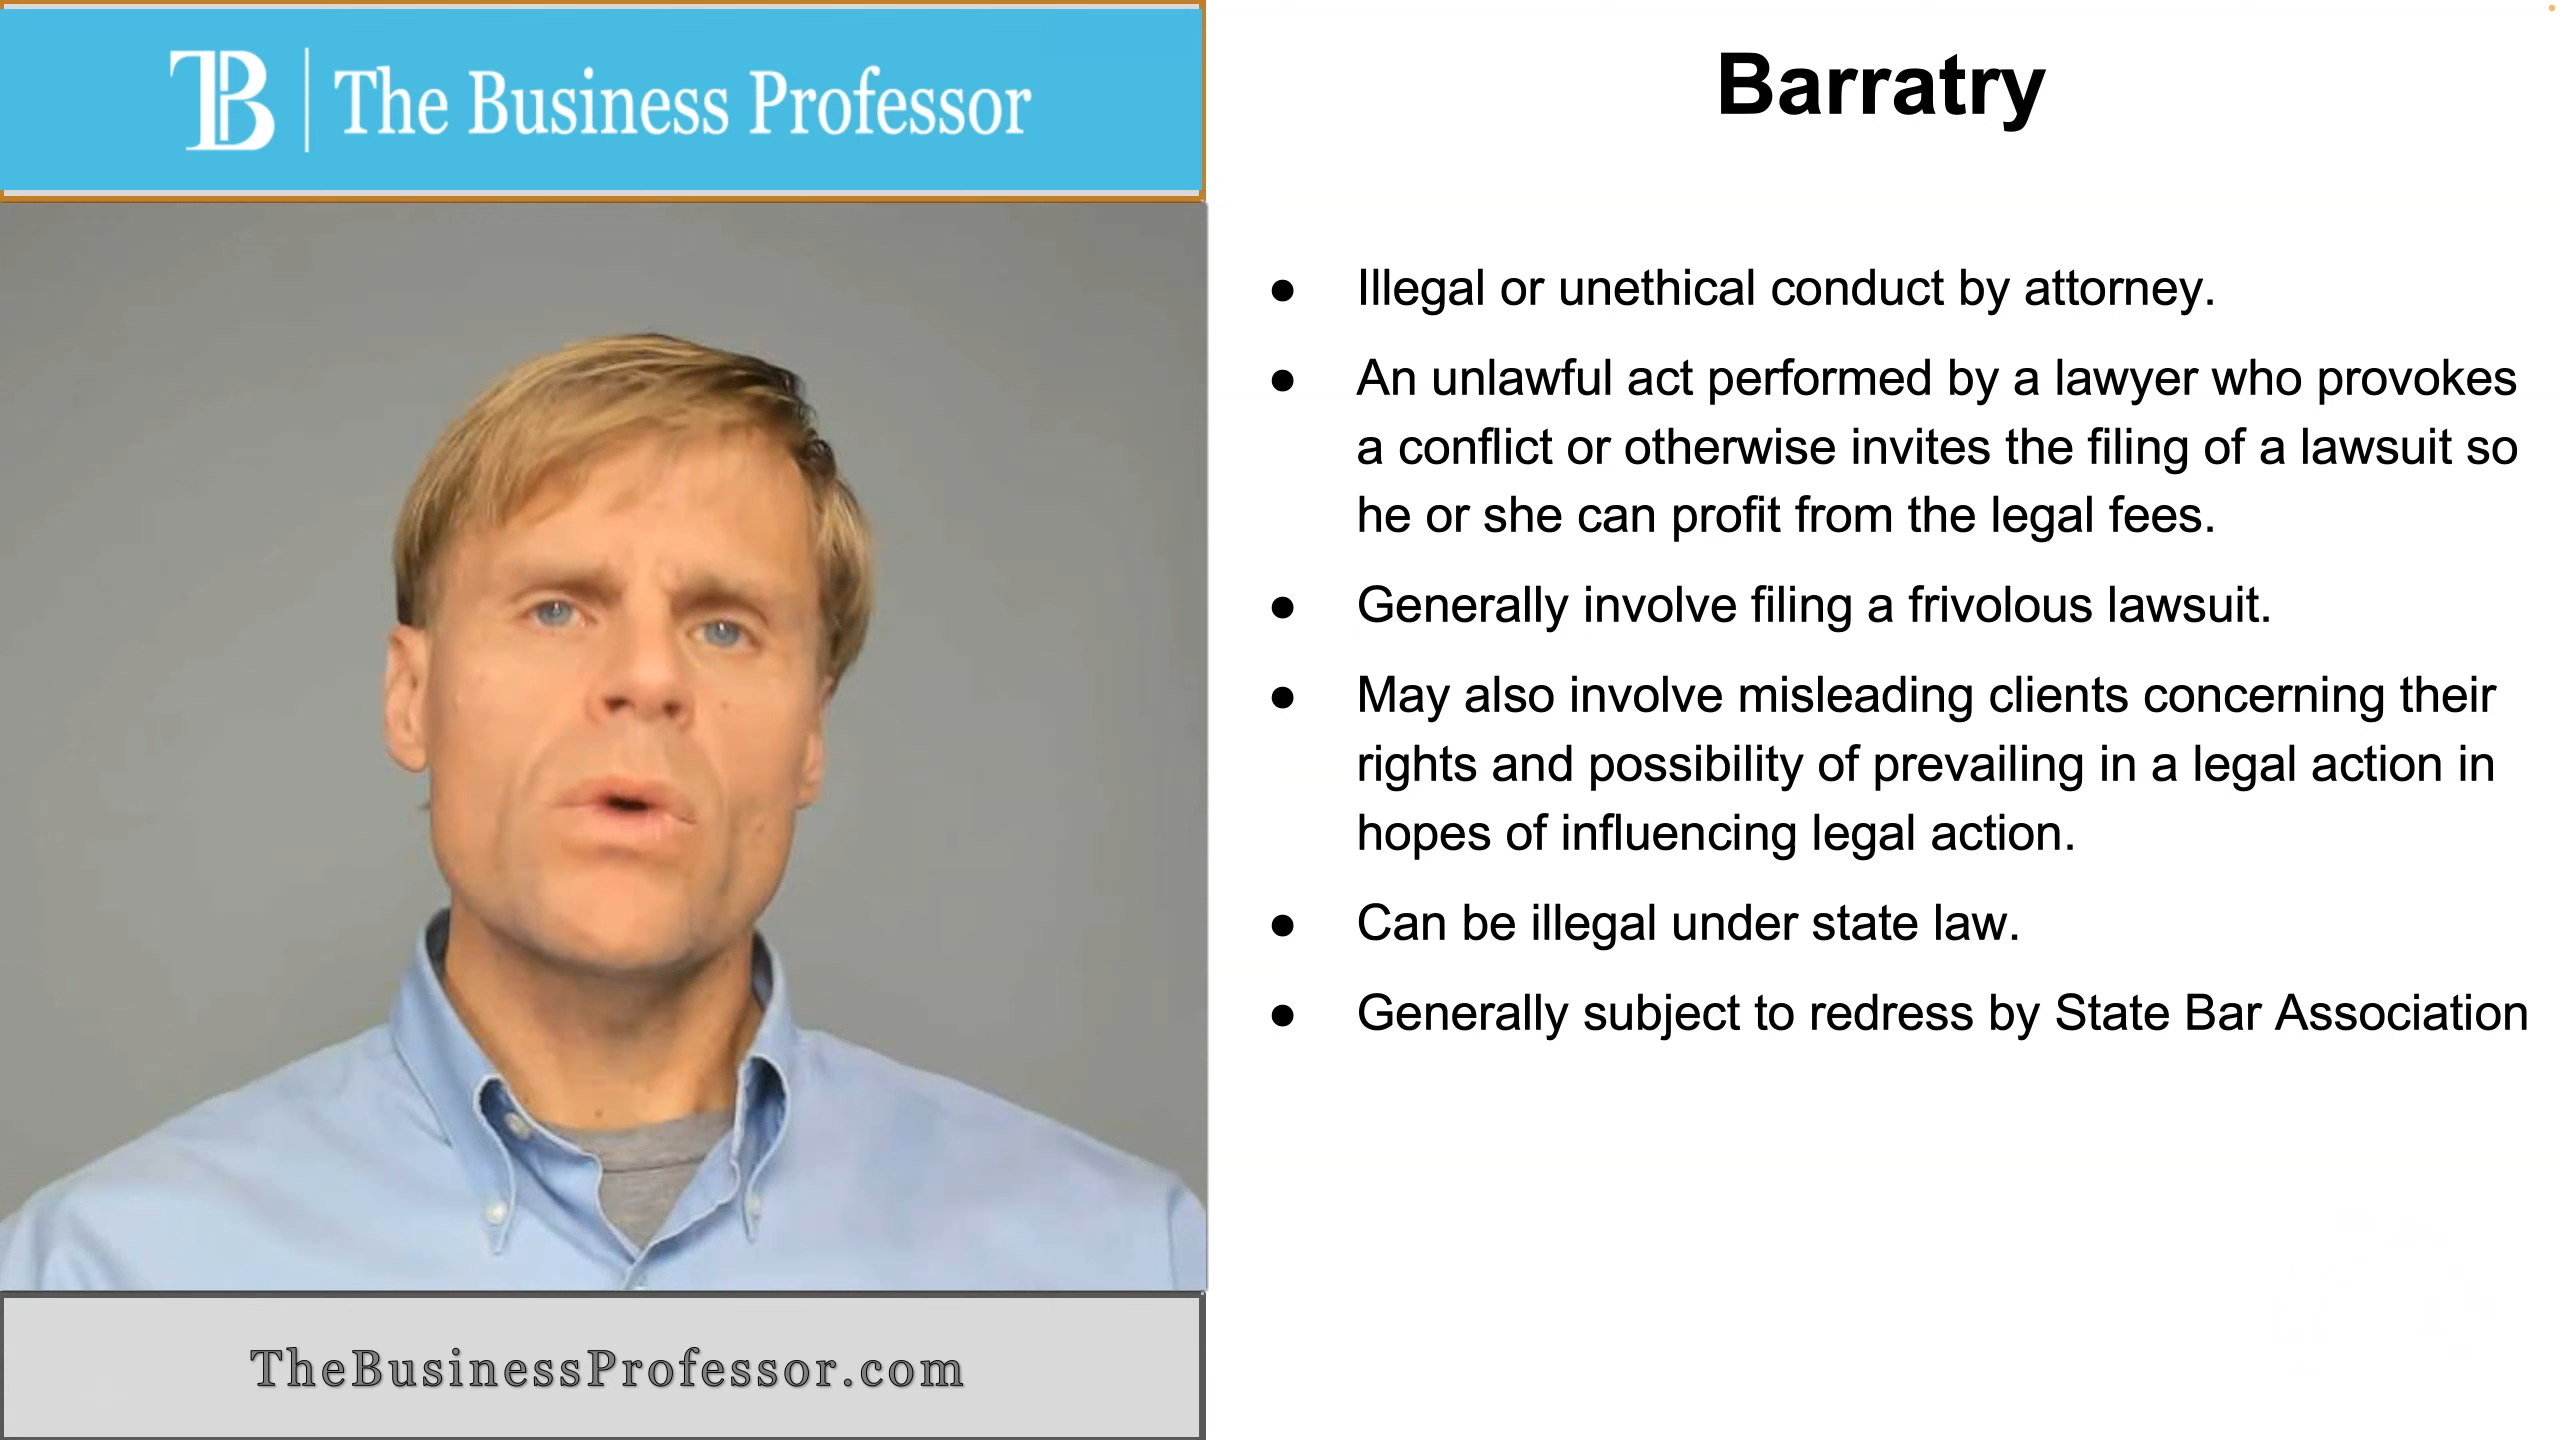 TB The Business Professor
Barratry
● Illegal or unethical conduct by attorney.
● An unlawful act performed by a lawyer who provokes
a conflict or otherwise invites the filing of a lawsuit so
he or she can profit from the legal fees.
● Generally involve filing a frivolous lawsuit.
● May also involve misleading clients concerning their
rights and possibility of prevailing in a legal action in
hopes of influencing legal action.
● Can be illegal under state law.
● Generally subject to redress by State Bar Association
TheBusinessProfessor.com